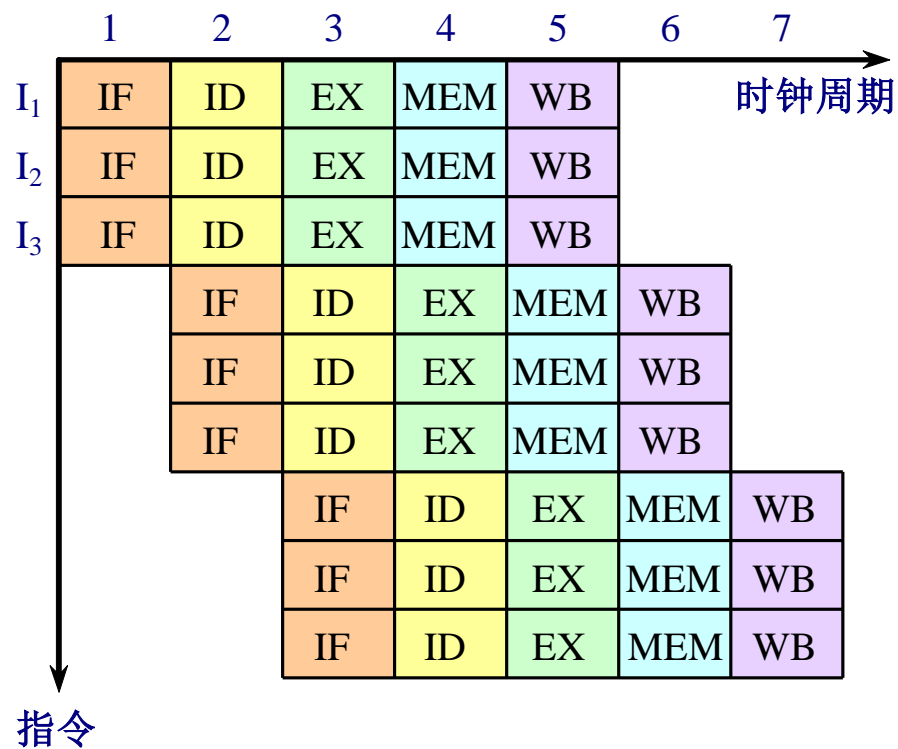 1 2 3 4 5 6 7
时钟周期
I₁ IF ID EX MEM WB
I₂ IF ID EX MEM WB
I₃ IF ID EX MEM WB
IF ID EX MEM WB
IF ID EX MEM WB
IF ID EX MEM WB
IF ID EX MEM WB
IF ID EX MEM WB
IF ID EX MEM WB
指令